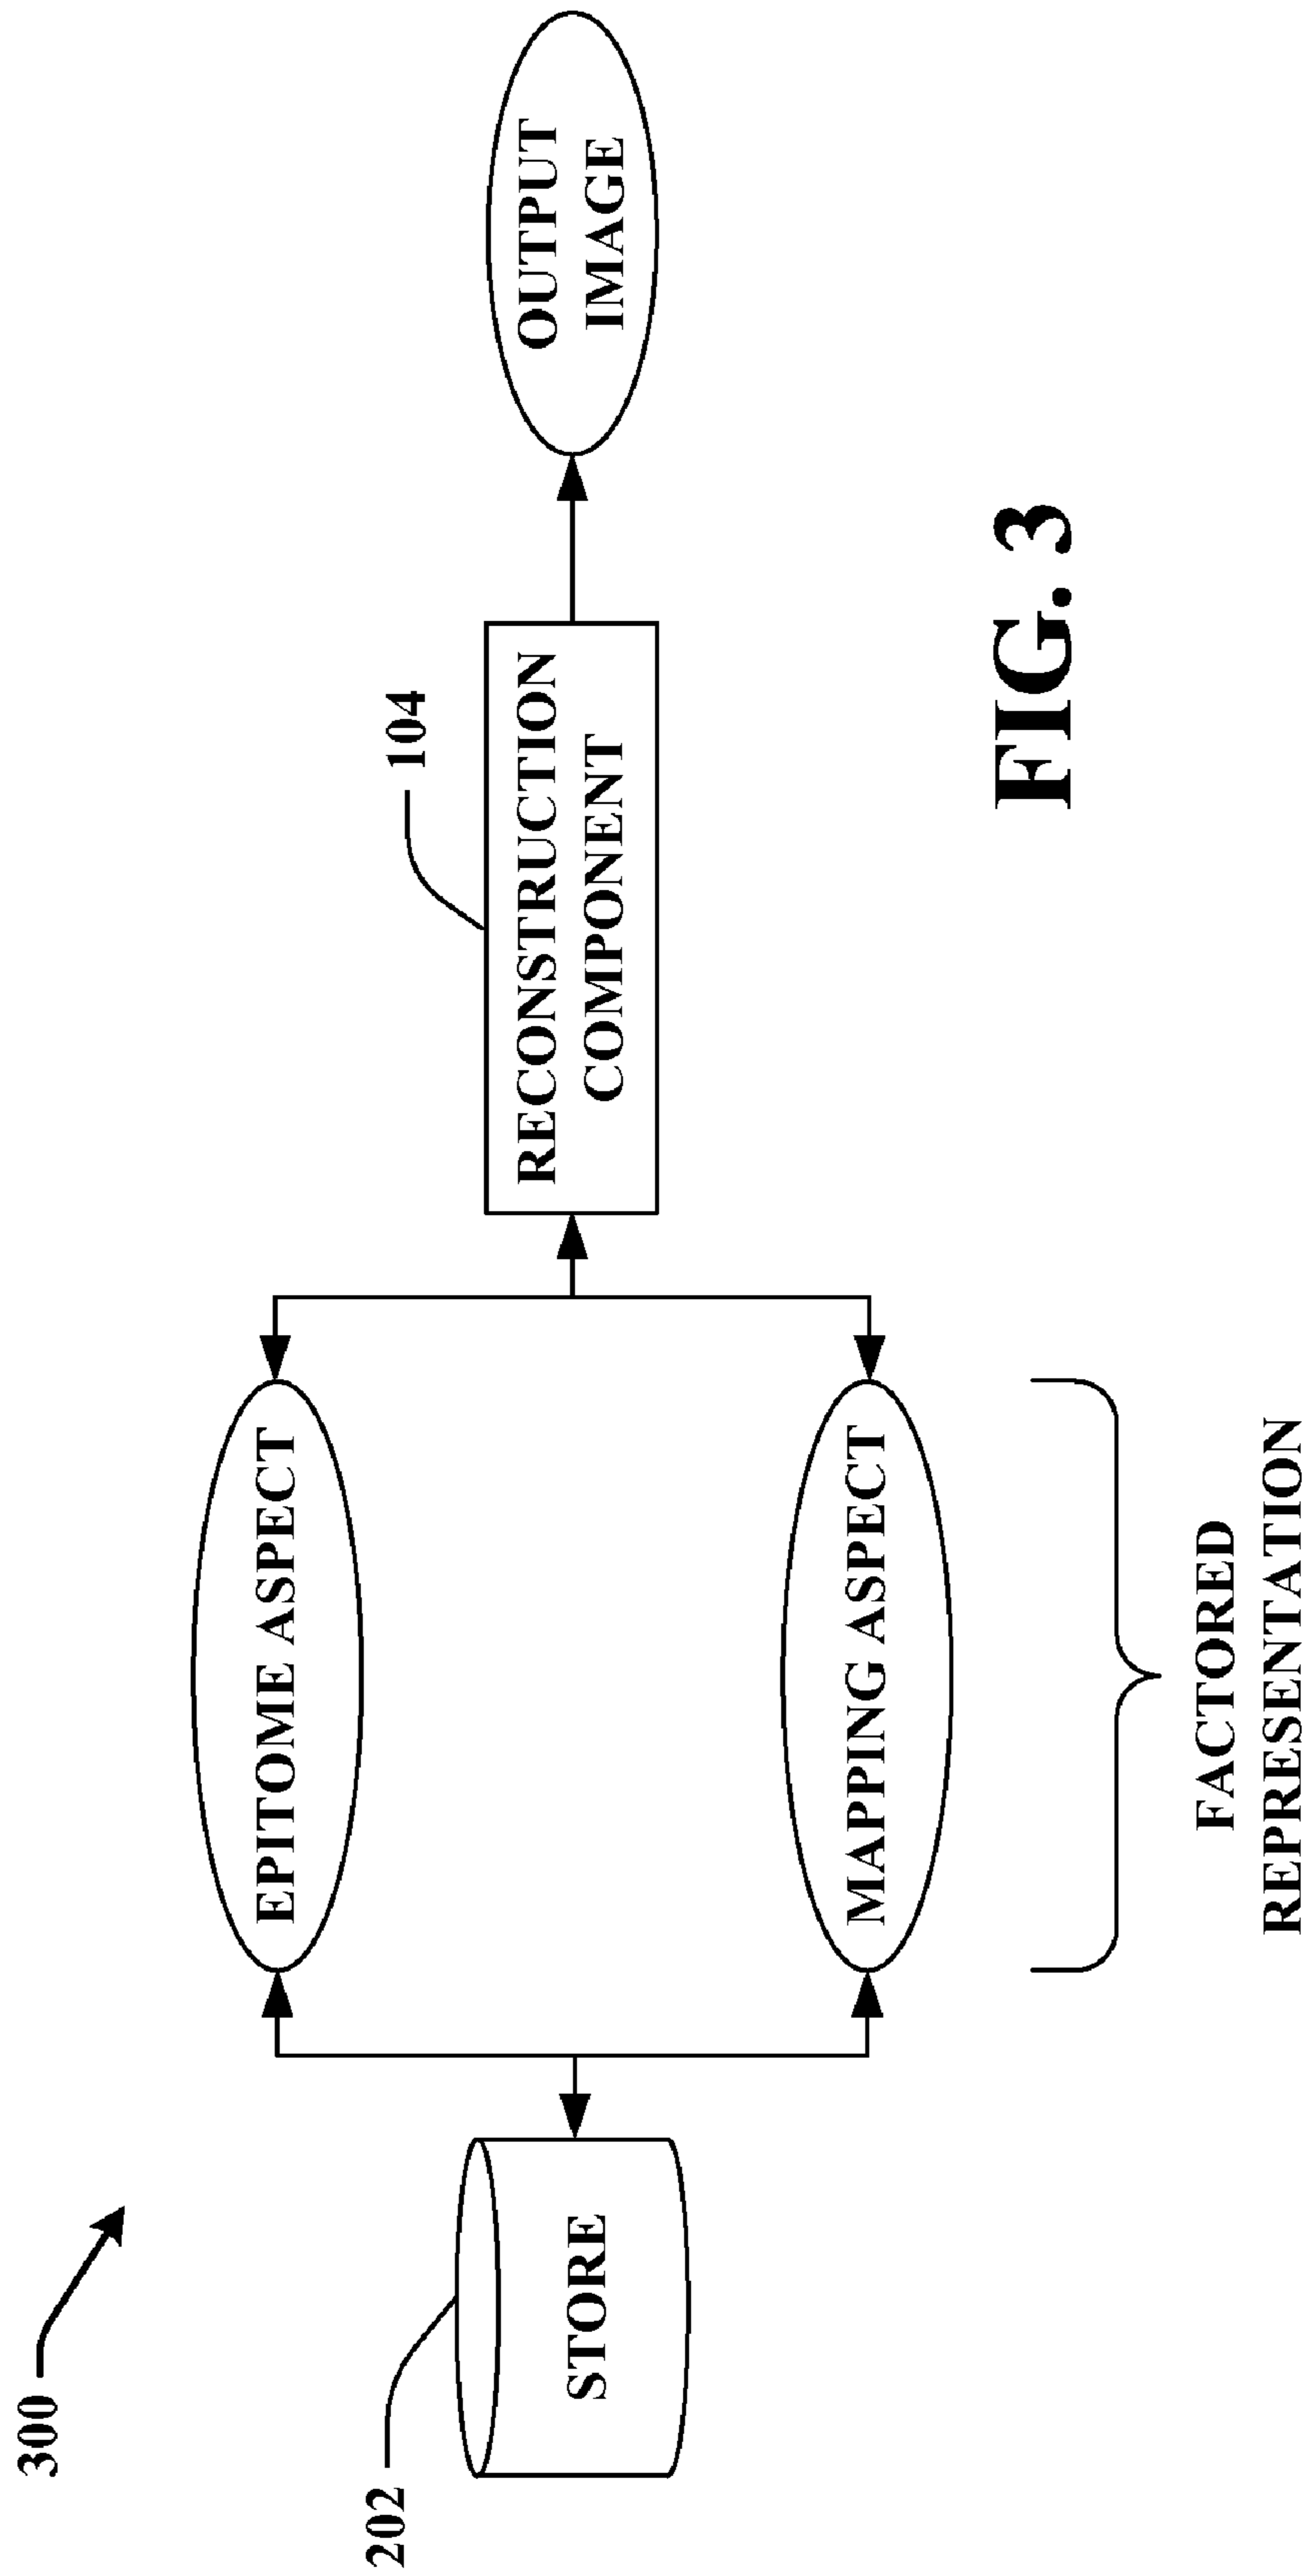 300
202
STORE
EPITOME ASPECT
MAPPING ASPECT
FACTORED
REPRESENTATION
104
RECONSTRUCTION
COMPONENT
OUTPUT
IMAGE
FIG. 3